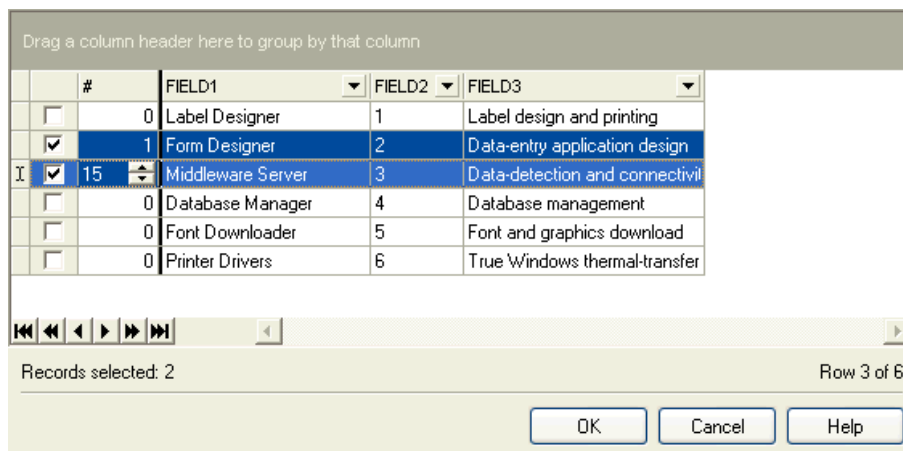 Drag a column header here to group by that column
# FIELD1 FIELD2 FIELD3
0 Label Designer 1 Label design and printing
1 Form Designer 2 Data-entry application design
15 Middleware Server 3 Data-detection and connectivil
0 Database Manager 4 Database management
0 Font Downloader 5 Font and graphics download
0 Printer Drivers 6 True Windows thermal-transfer
Records selected: 2 Row 3 of 6
OK Cancel Help